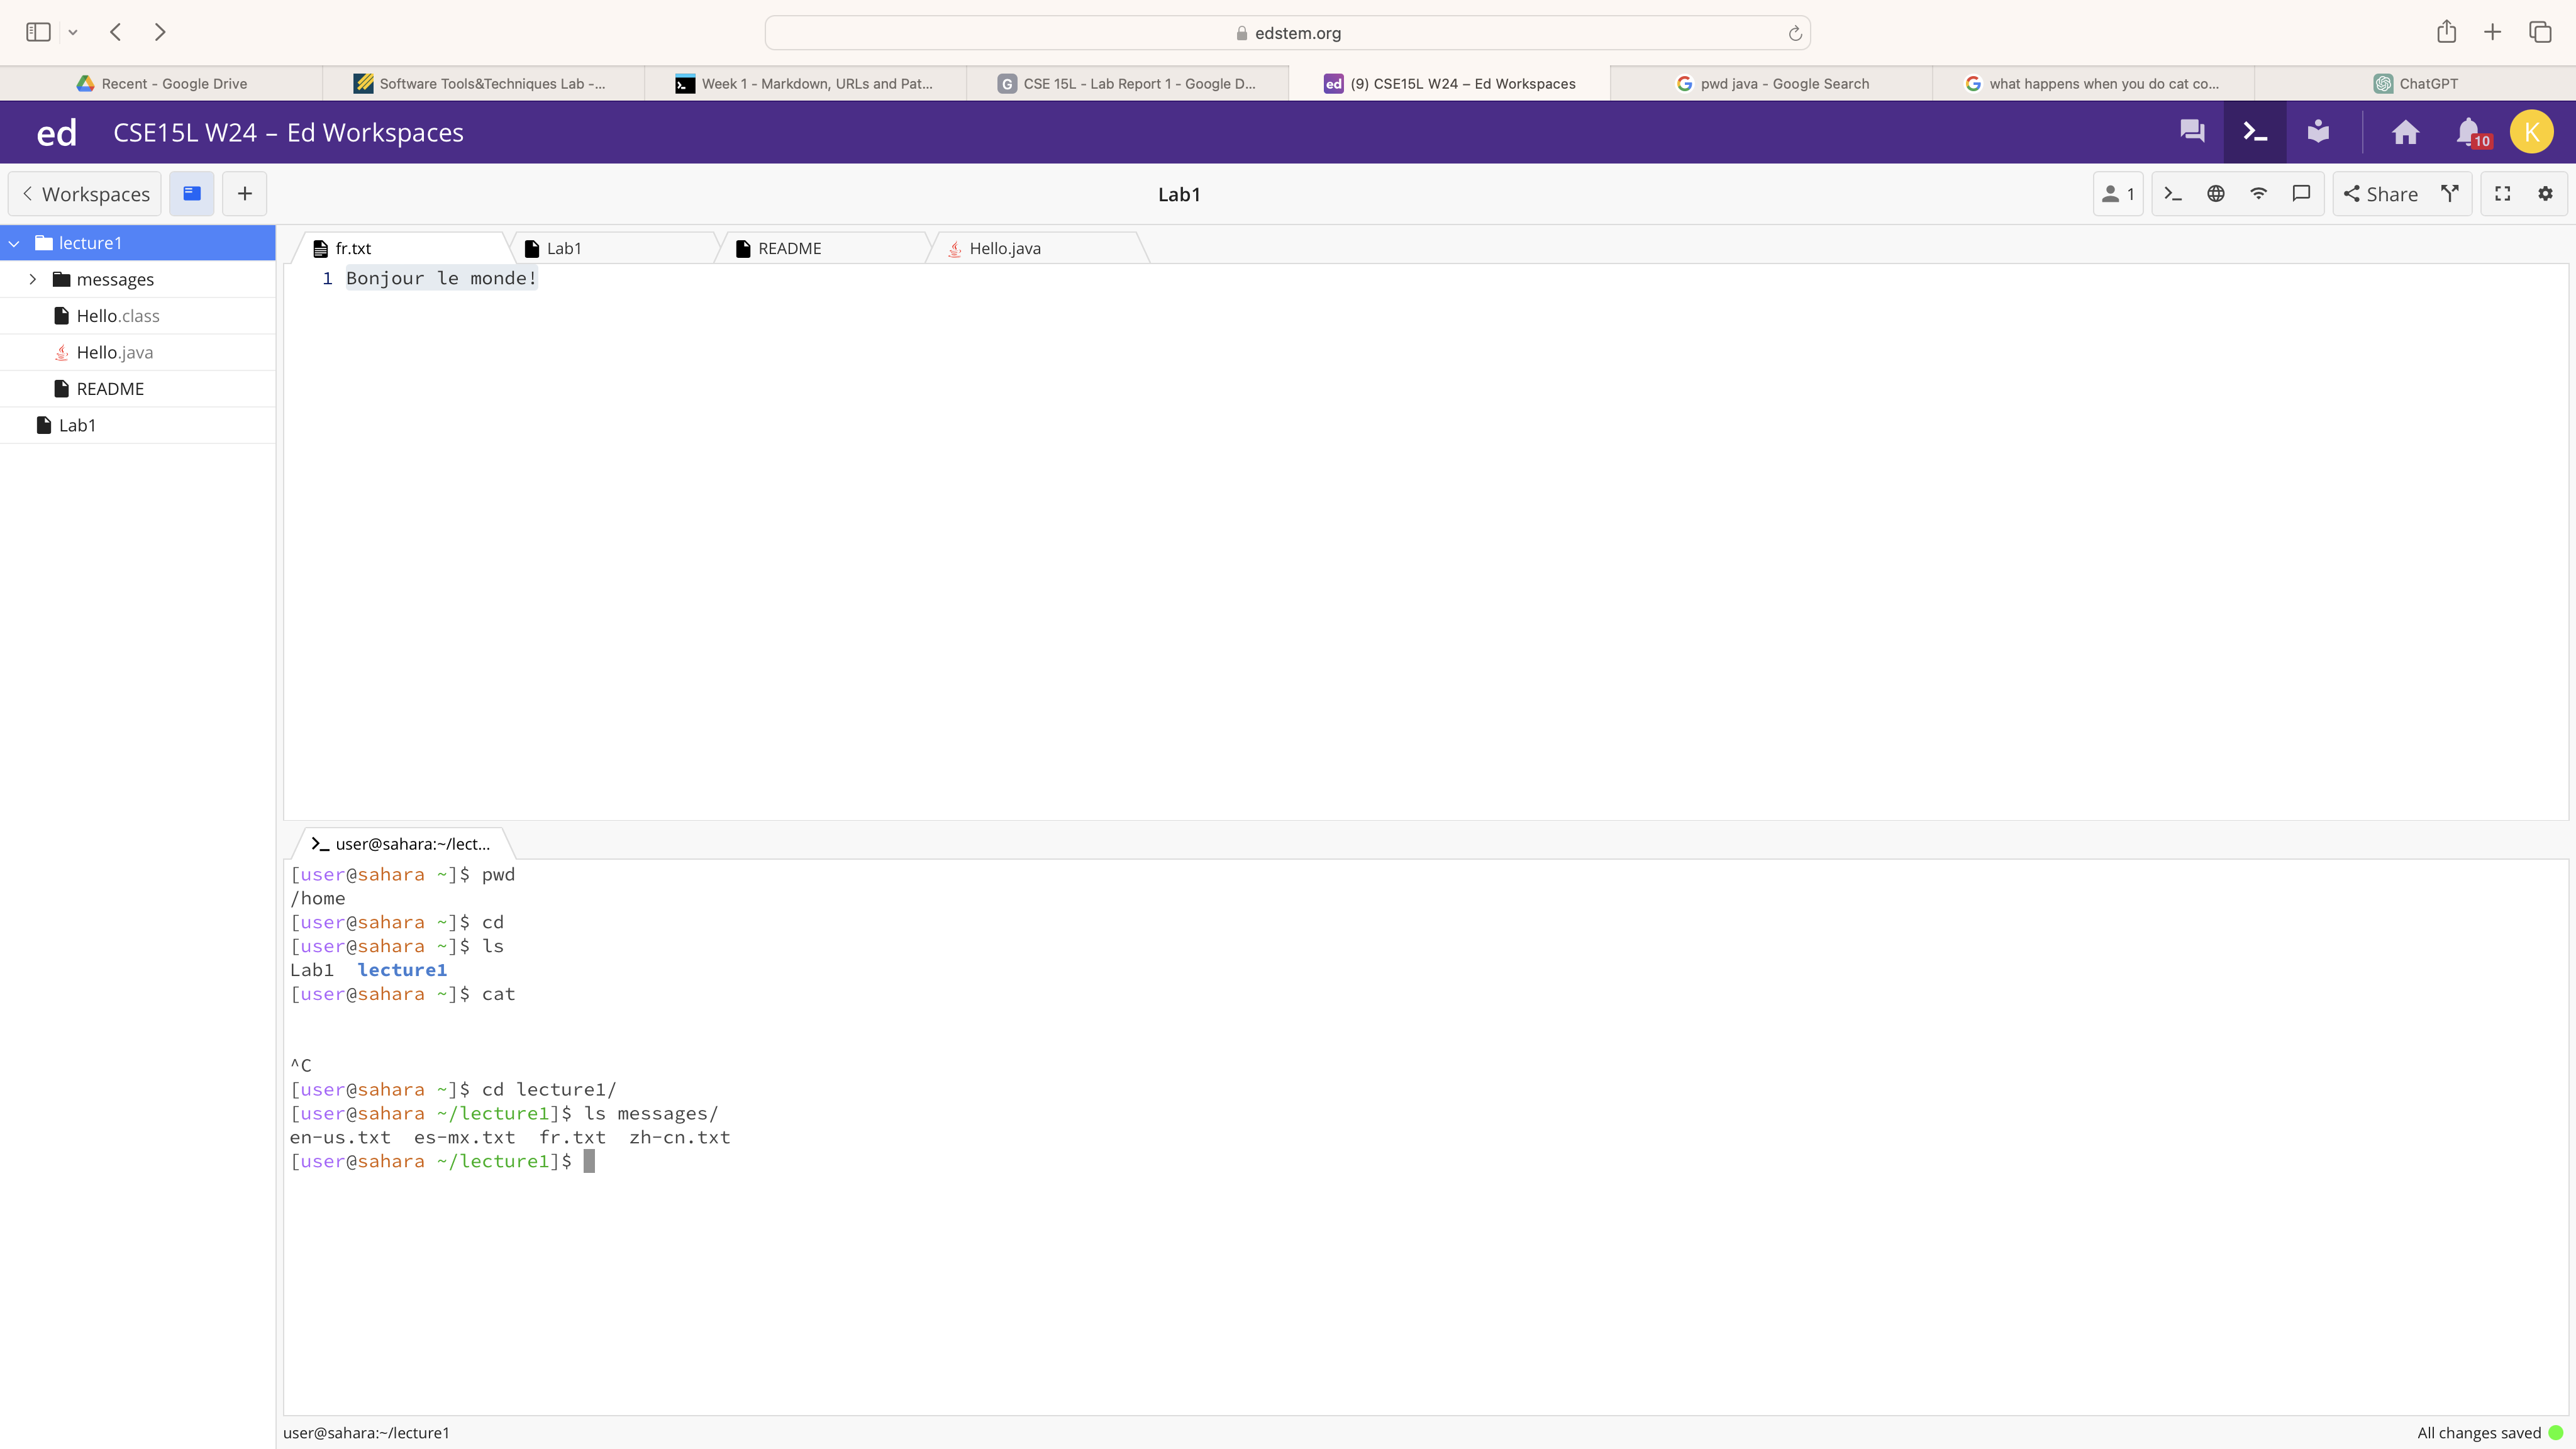 edstem.org
Recent - Google Drive
Software Tools&Techniques Lab -...
Week 1 - Markdown, URLs and Pat...
CSE 15L - Lab Report 1 - Google D...
(9) CSE15L W24 – Ed Workspaces
pwd java - Google Search
what happens when you do cat co...
ChatGPT
ed CSE15L W24 – Ed Workspaces
10
K
Workspaces
Lab1
1
Share
lecture1
messages
Hello.class
Hello.java
README
Lab1
fr.txt
Lab1
README
Hello.java
1 Bonjour le monde!
user@sahara:~/lect...
[user@sahara ~]$ pwd
/home
[user@sahara ~]$ cd
[user@sahara ~]$ ls
Lab1  lecture1
[user@sahara ~]$ cat
^C
[user@sahara ~]$ cd lecture1/
[user@sahara ~/lecture1]$ ls messages/
en-us.txt  es-mx.txt  fr.txt  zh-cn.txt
[user@sahara ~/lecture1]$
user@sahara:~/lecture1
All changes saved